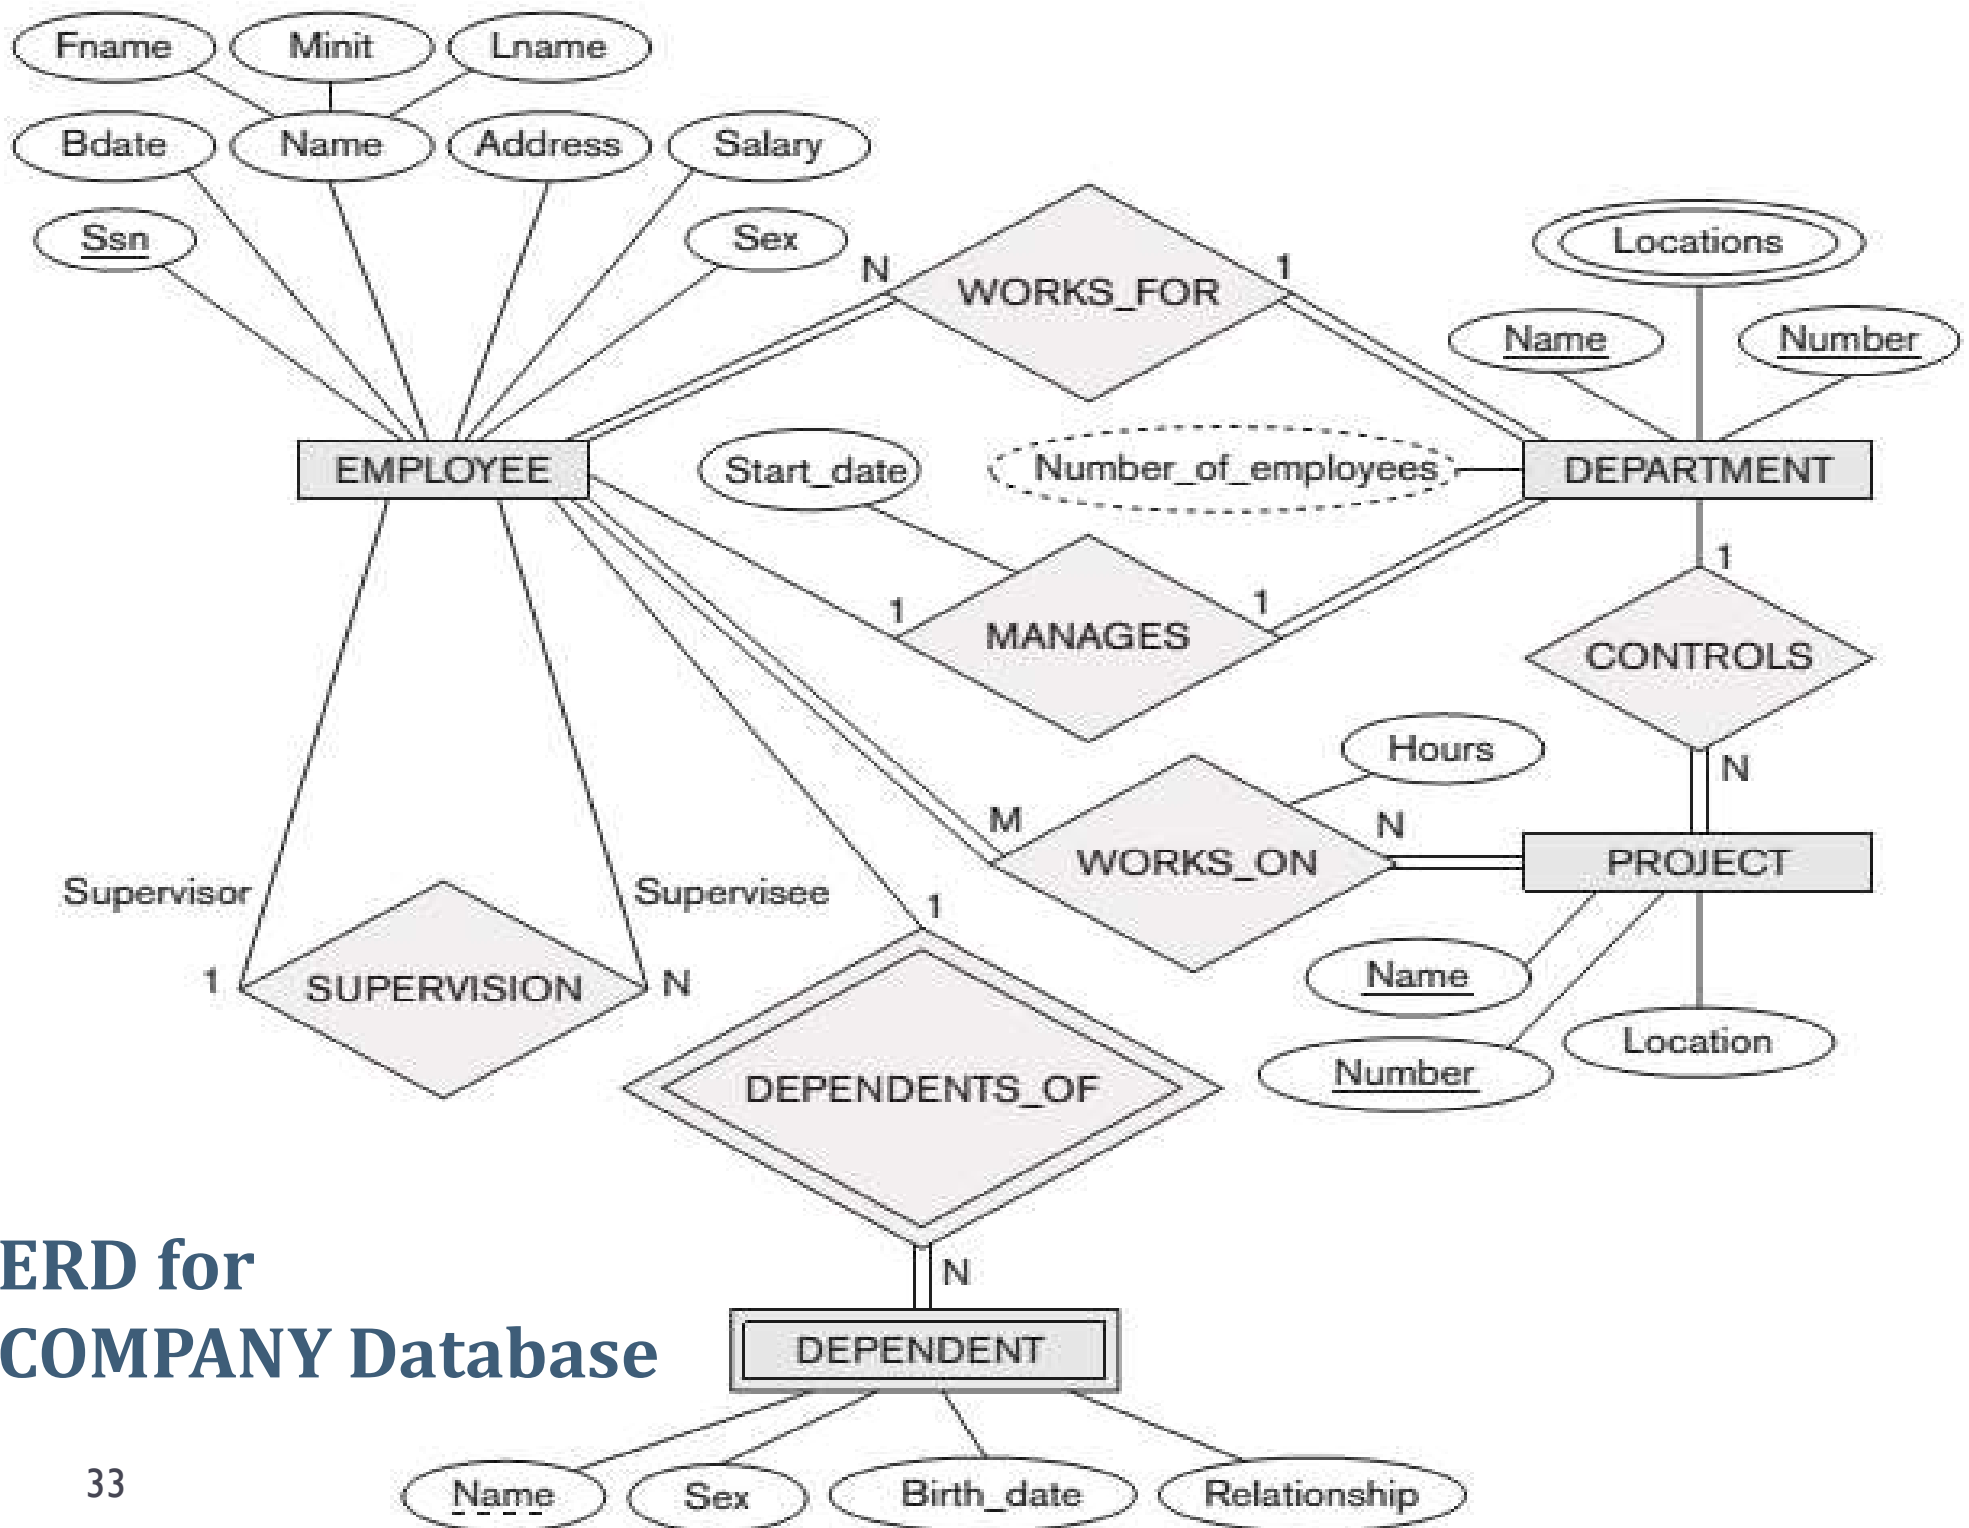 Fname Minit Lname
Bdate Name Address Salary
Ssn Sex
N WORKS_FOR 1
Locations
Name Number
EMPLOYEE Start_date Number_of_employees DEPARTMENT
1 MANAGES 1
1
CONTROLS
N
Hours
M WORKS_ON N PROJECT
Supervisor Supervisee
1 SUPERVISION N
1
Name
Number
Location
DEPENDENTS_OF
N
ERD for
COMPANY Database
DEPENDENT
Name Sex Birth_date Relationship
33